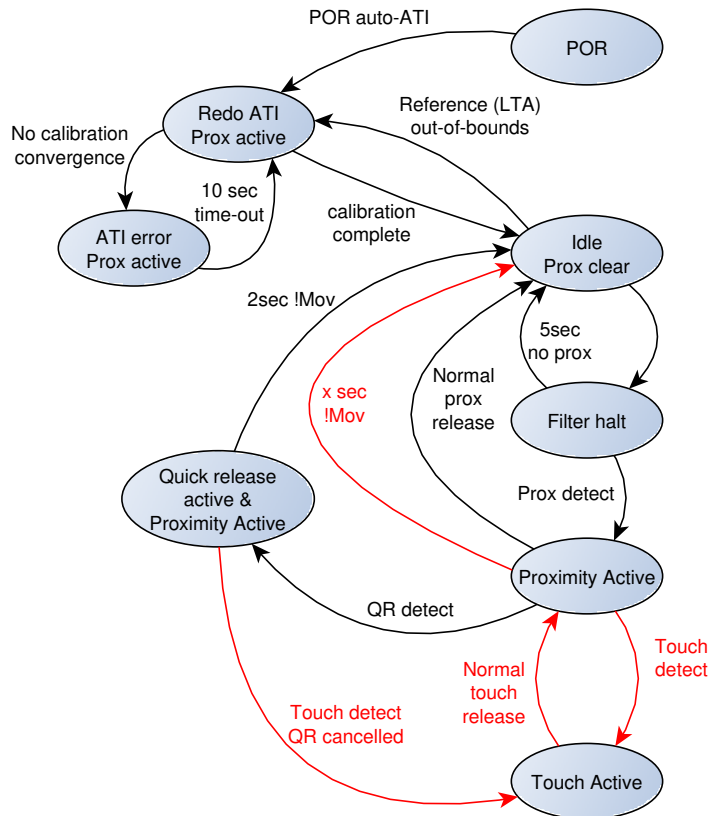 POR auto-ATI
POR
Redo ATI
Prox active
Reference (LTA)
out-of-bounds
No calibration
convergence
10 sec
time-out
calibration
complete
ATI error
Prox active
Idle
Prox clear
2sec !Mov
5sec
no prox
x sec
!Mov
Normal
prox
release
Filter halt
Quick release
active &
Proximity Active
Prox detect
Proximity Active
QR detect
Touch
detect
Normal
touch
release
Touch detect
QR cancelled
Touch Active